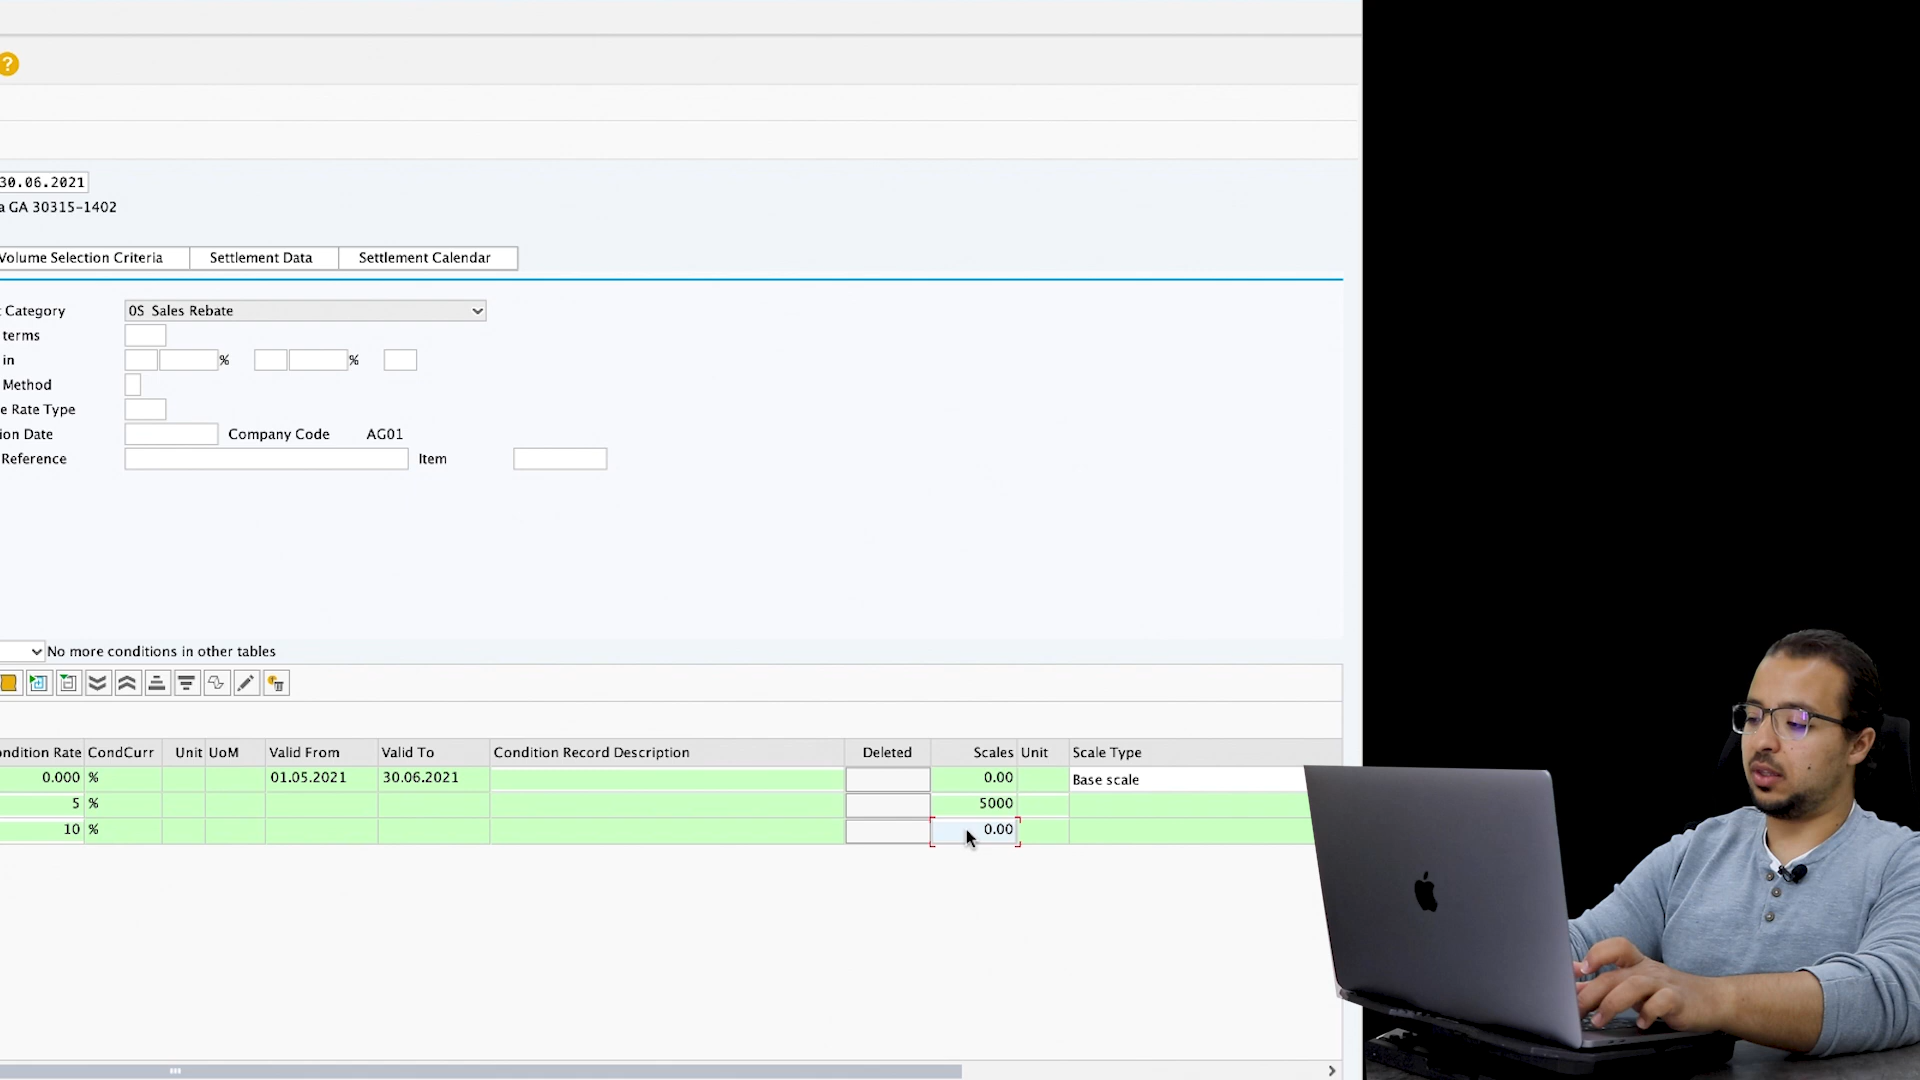 ?
30.06.2021
a GA 30315-1402
Volume Selection Criteria Settlement Data Settlement Calendar
Category 0S Sales Rebate
terms
in % %
Method
e Rate Type
ion Date Company Code AG01
Reference Item
No more conditions in other tables
ondition Rate CondCurr Unit UoM Valid From Valid To Condition Record Description Deleted Scales Unit Scale Type
0.000 % 01.05.2021 30.06.2021 0.00 Base scale
5 % 5000
10 % 0.00